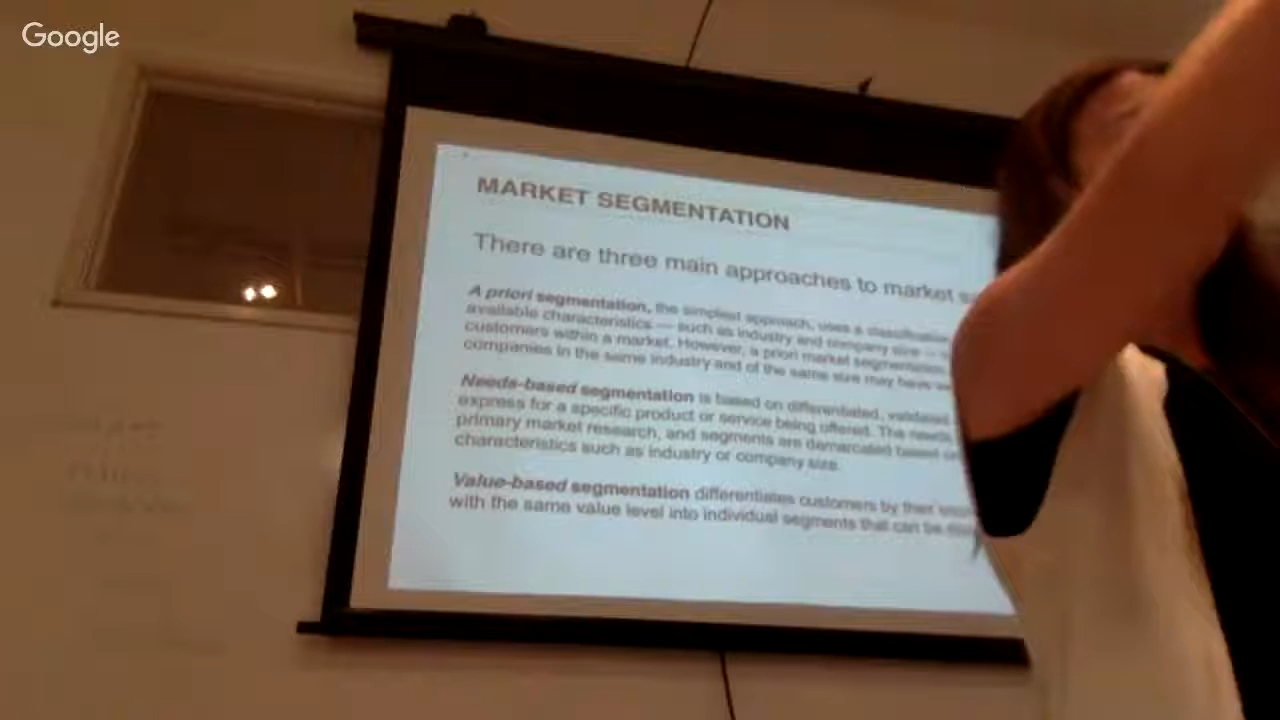 Google
MARKET SEGMENTATION
There are three main approaches to market
A priori segmentation, the simplest approach, uses a classification
available characteristics — such as industry and company size —
customers within a market. However, a priori market segmentation
companies in the same industry and of the same size may have
Needs-based segmentation is based on differentiated, validated
express for a specific product or service being offered. The needs
primary market research, and segments are demarcated based on
characteristics such as industry or company size.
Value-based segmentation differentiates customers by their
with the same value level into individual segments that can be